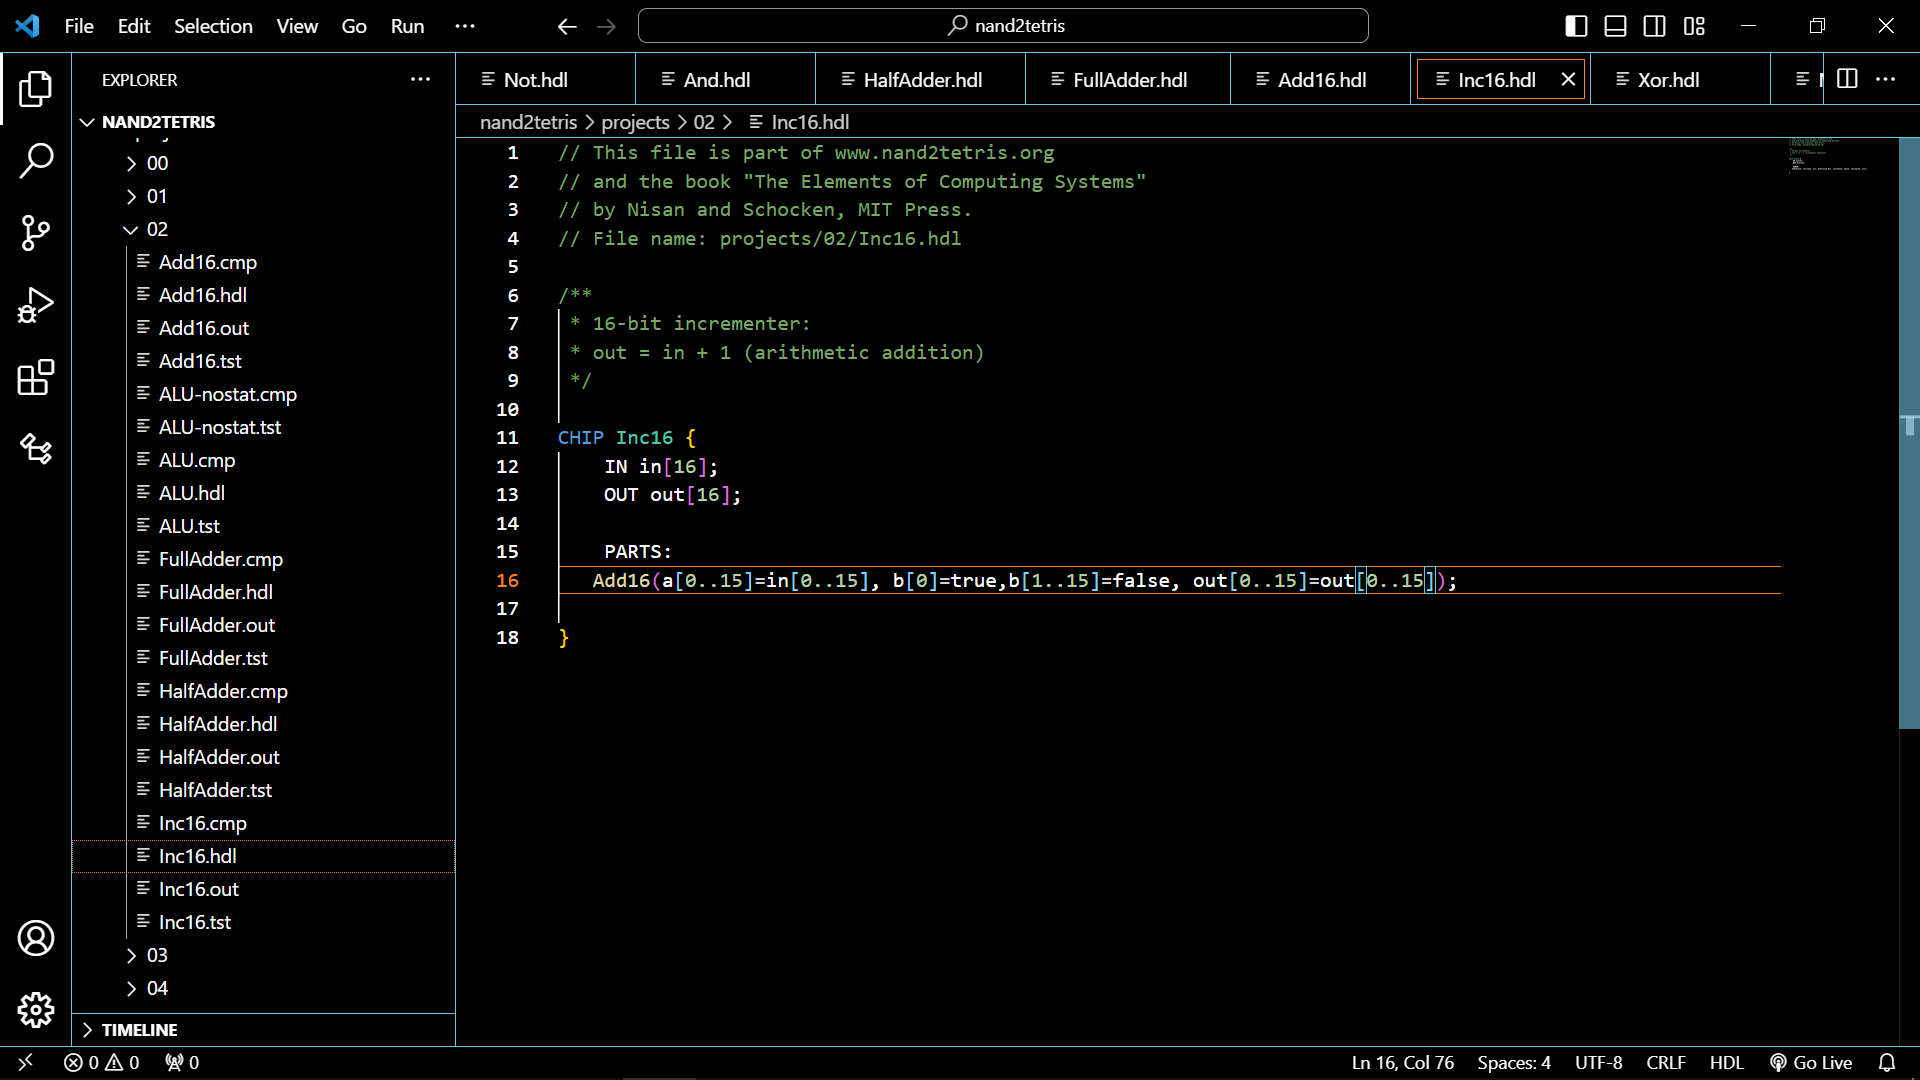 File Edit Selection View Go Run
nand2tetris
EXPLORER
NAND2TETRIS
00
01
02
Add16.cmp
Add16.hdl
Add16.out
Add16.tst
ALU-nostat.cmp
ALU-nostat.tst
ALU.cmp
ALU.hdl
ALU.tst
FullAdder.cmp
FullAdder.hdl
FullAdder.out
FullAdder.tst
HalfAdder.cmp
HalfAdder.hdl
HalfAdder.out
HalfAdder.tst
Inc16.cmp
Inc16.hdl
Inc16.out
Inc16.tst
03
04
TIMELINE
Not.hdl And.hdl HalfAdder.hdl FullAdder.hdl Add16.hdl Inc16.hdl Xor.hdl
nand2tetris > projects > 02 > Inc16.hdl
1 // This file is part of www.nand2tetris.org
2 // and the book "The Elements of Computing Systems"
3 // by Nisan and Schocken, MIT Press.
4 // File name: projects/02/Inc16.hdl
5
6 /**
7 * 16-bit incrementer:
8 * out = in + 1 (arithmetic addition)
9 */
10
11 CHIP Inc16 {
12 IN in[16];
13 OUT out[16];
14
15 PARTS:
16 Add16(a[0..15]=in[0..15], b[0]=true,b[1..15]=false, out[0..15]=out[0..15]);
17
18 }
0 0 0
Ln 16, Col 76 Spaces: 4 UTF-8 CRLF HDL Go Live